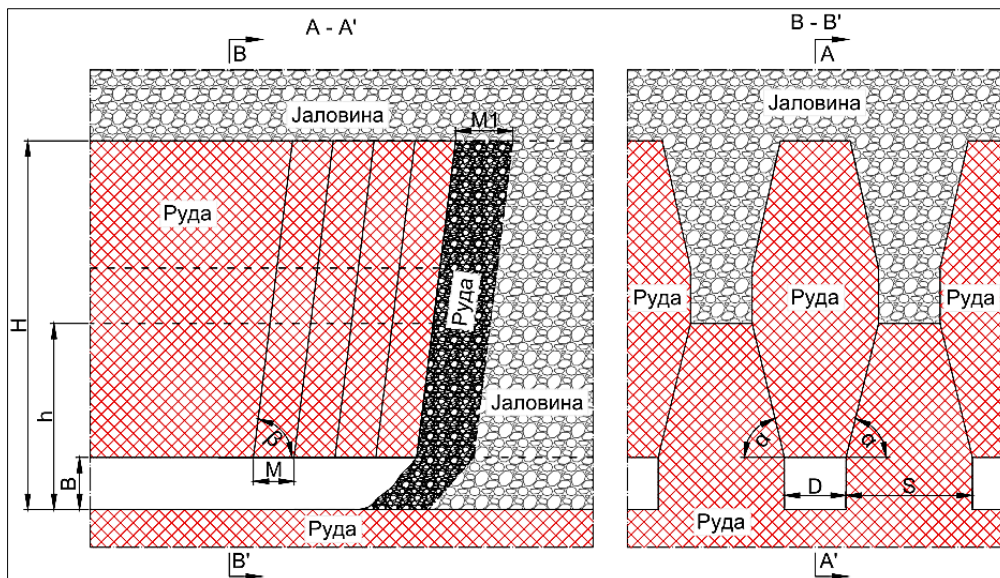 A - A'
B - B'
B
A
Јаловина
M1
Јаловина
Руда
Руда
Руда
Руда
Руда
H
h
Јаловина
β
α
α
B
M
D
S
Руда
Руда
B'
A'